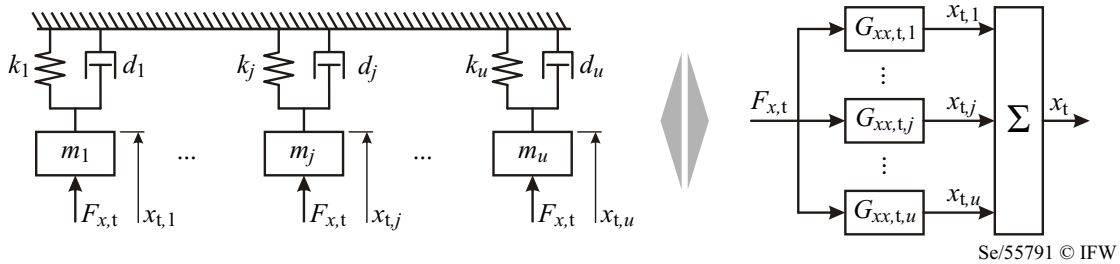 k1 d1 kj dj ku du
m1 ... mj ... mu
Fx,t xt,1 Fx,t xt,j Fx,t xt,u
Gxx,t,1 xt,1
...
Fx,t Gxx,t,j xt,j Σ xt
...
Gxx,t,u xt,u
Se/55791 © IFW